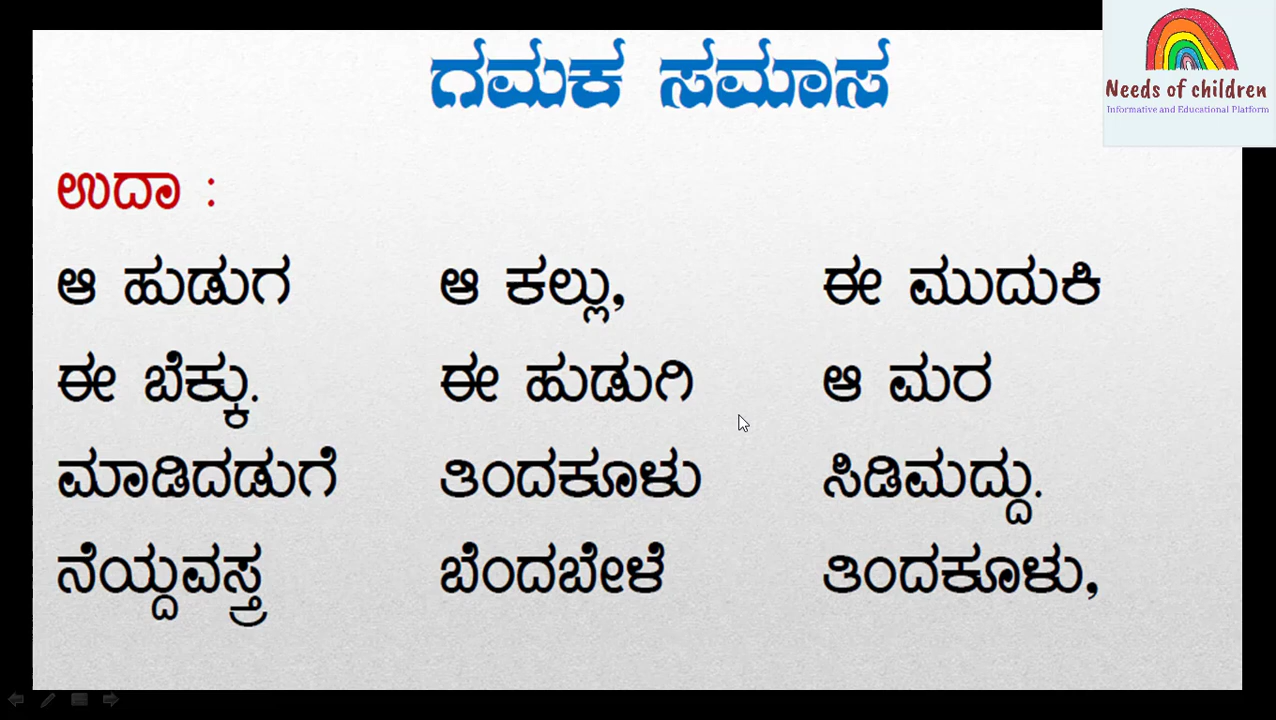 ಗಮಕ ಸಮಾಸ
Needs of children
Informative and Educational Platform
ಉದಾ :
ಆ ಹುಡುಗ ಆ ಕಲ್ಲು, ಈ ಮುದುಕಿ
ಈ ಬೆಕ್ಕು. ಈ ಹುಡುಗಿ ಆ ಮರ
ಮಾಡಿದಡುಗೆ ತಿಂದಕೂಳು ಸಿಡಿಮದ್ದು.
ನೆಯ್ದವಸ್ತ್ರ ಬೆಂದಬೇಳೆ ತಿಂದಕೂಳು,